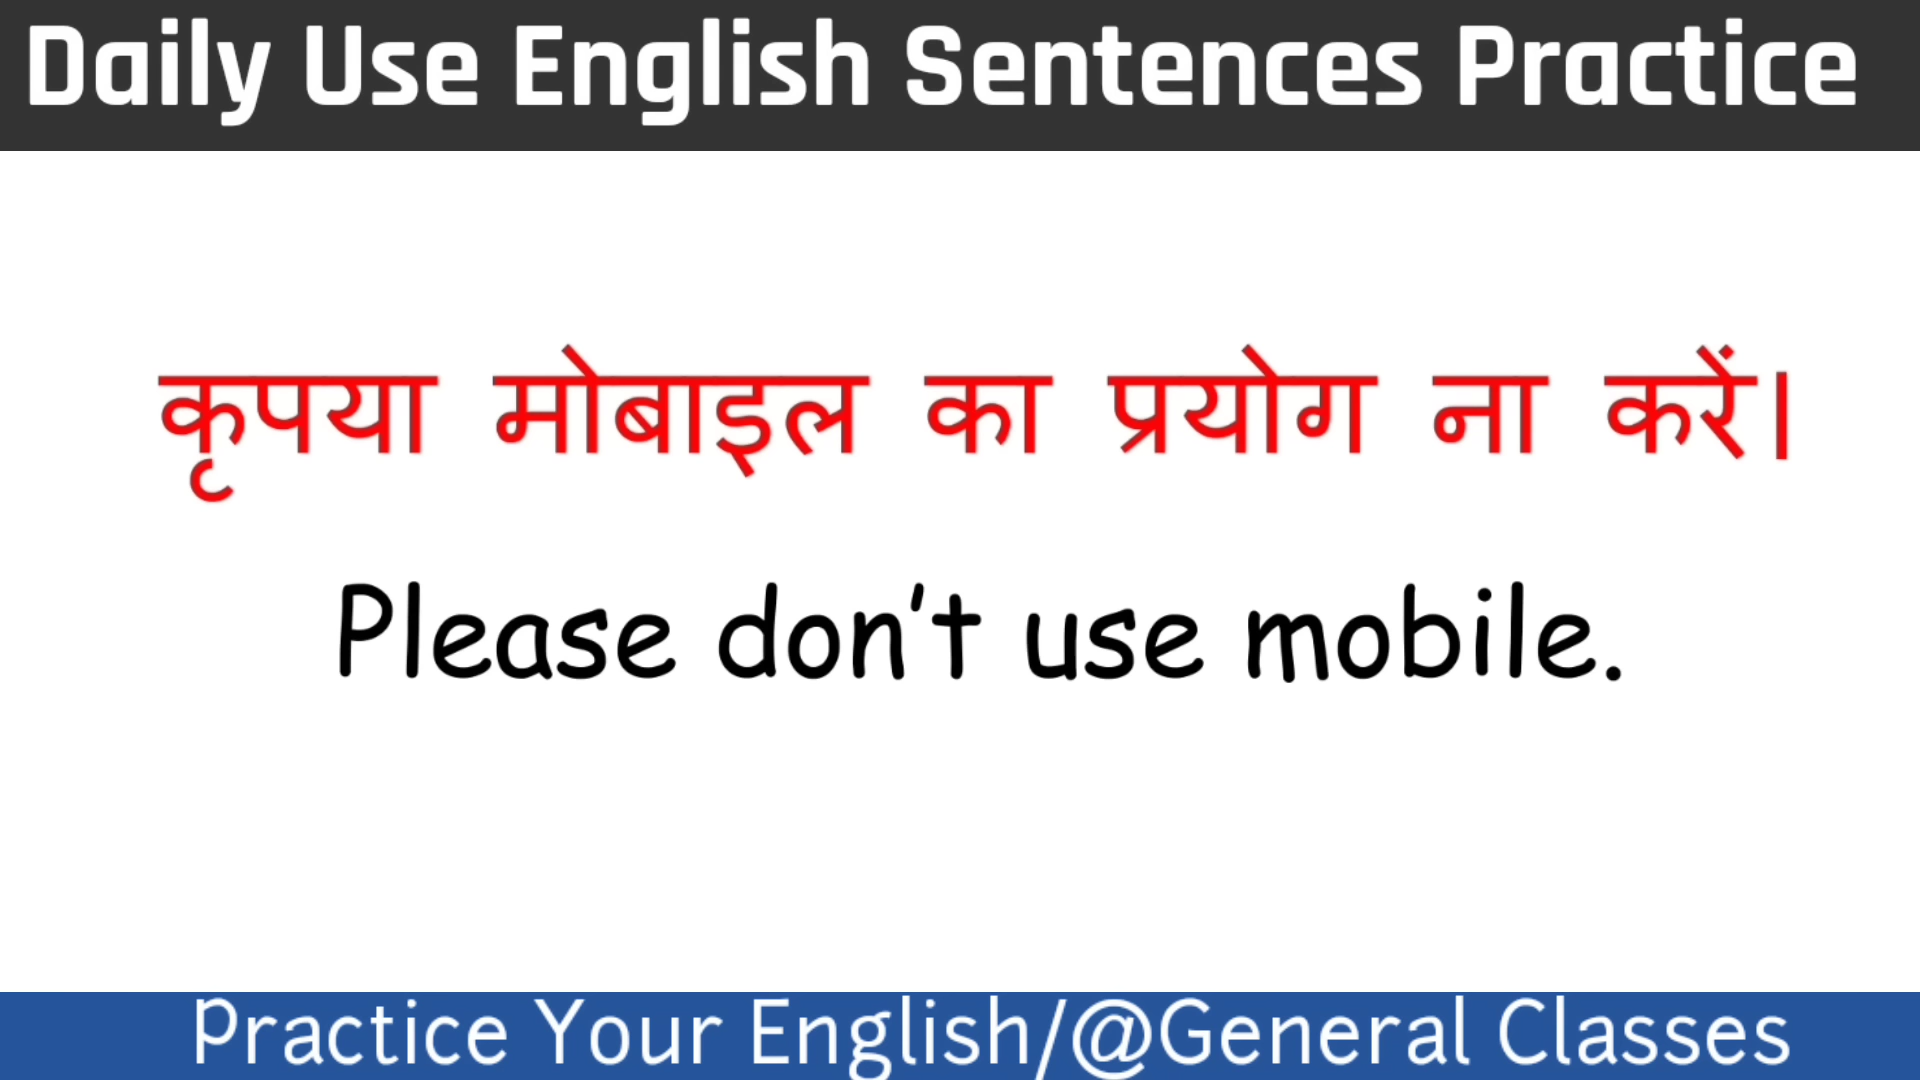 Daily Use English Sentences Practice
कृपया मोबाइल का प्रयोग ना करें।
Please don't use mobile.
Practice Your English/@General Classes